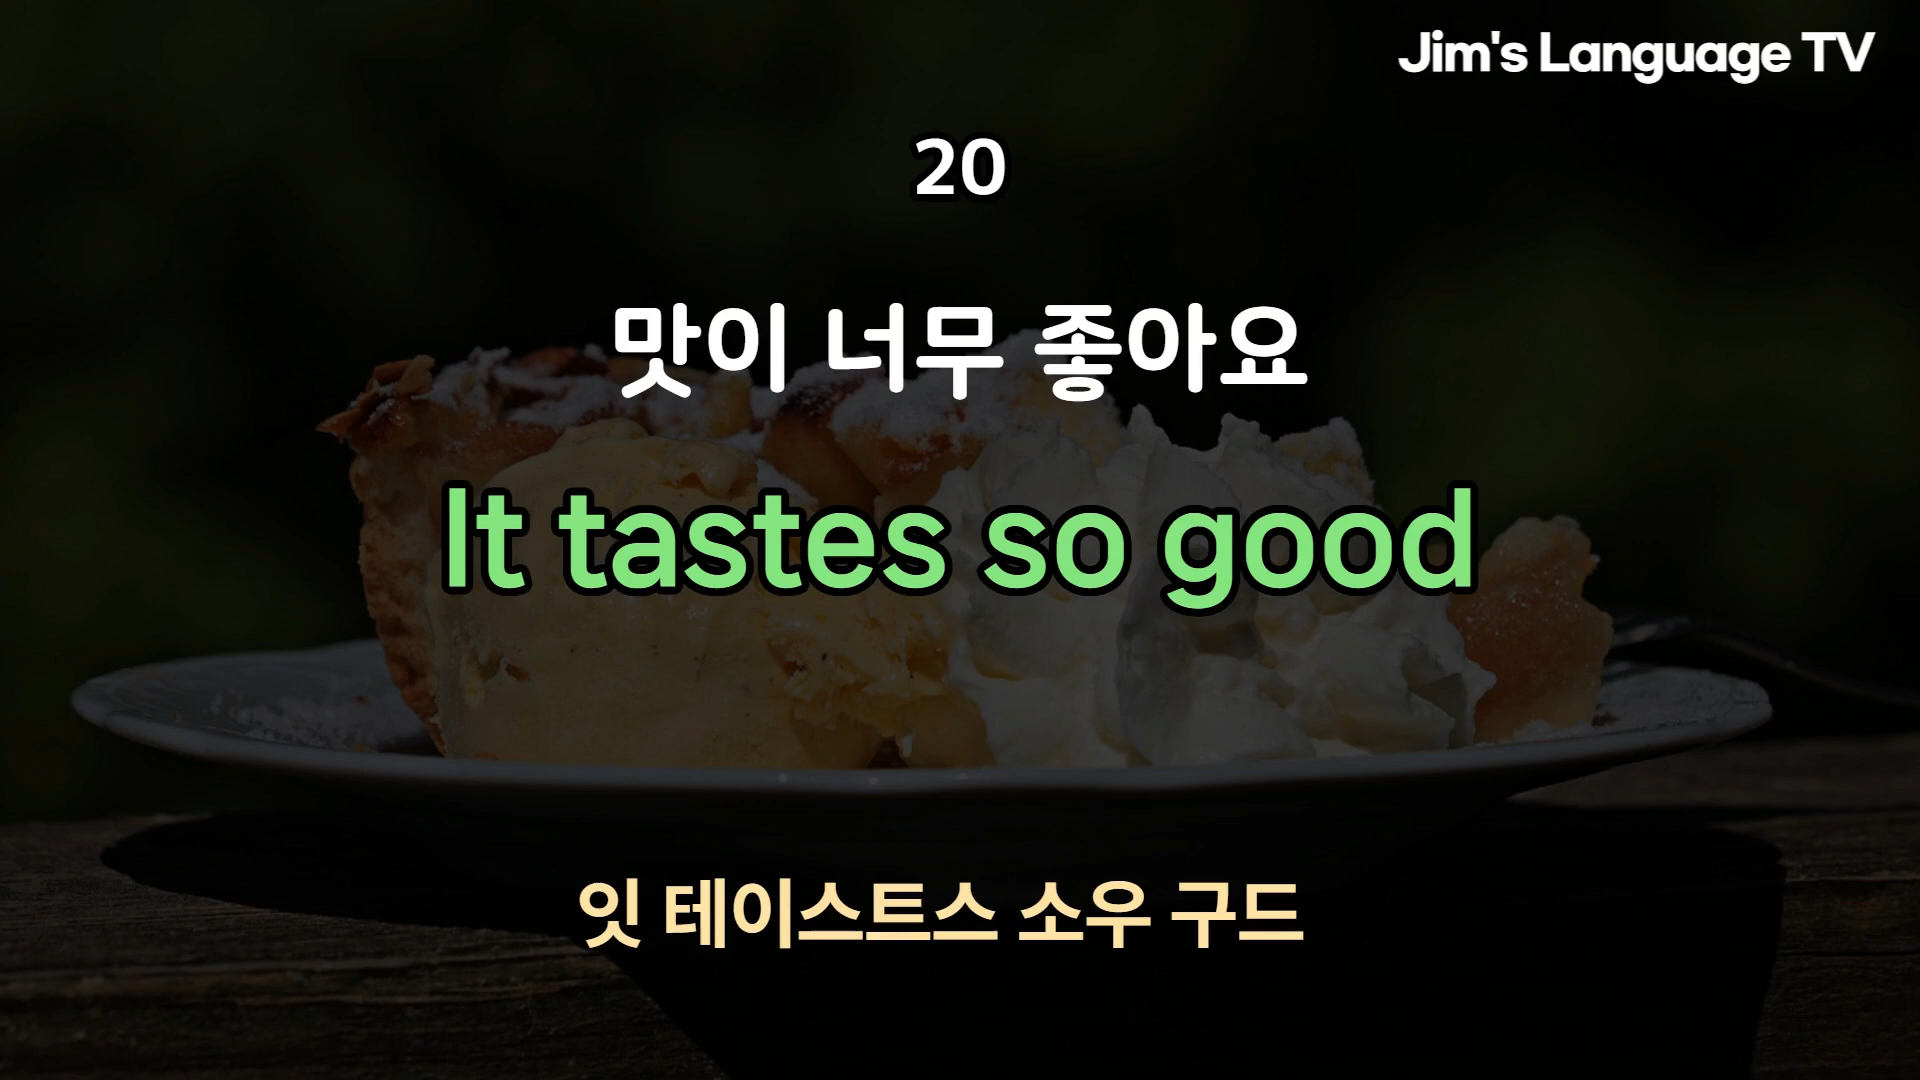 Jim's Language TV
20
맛이 너무 좋아요
It tastes so good
잇 테이스트스 소우 구드